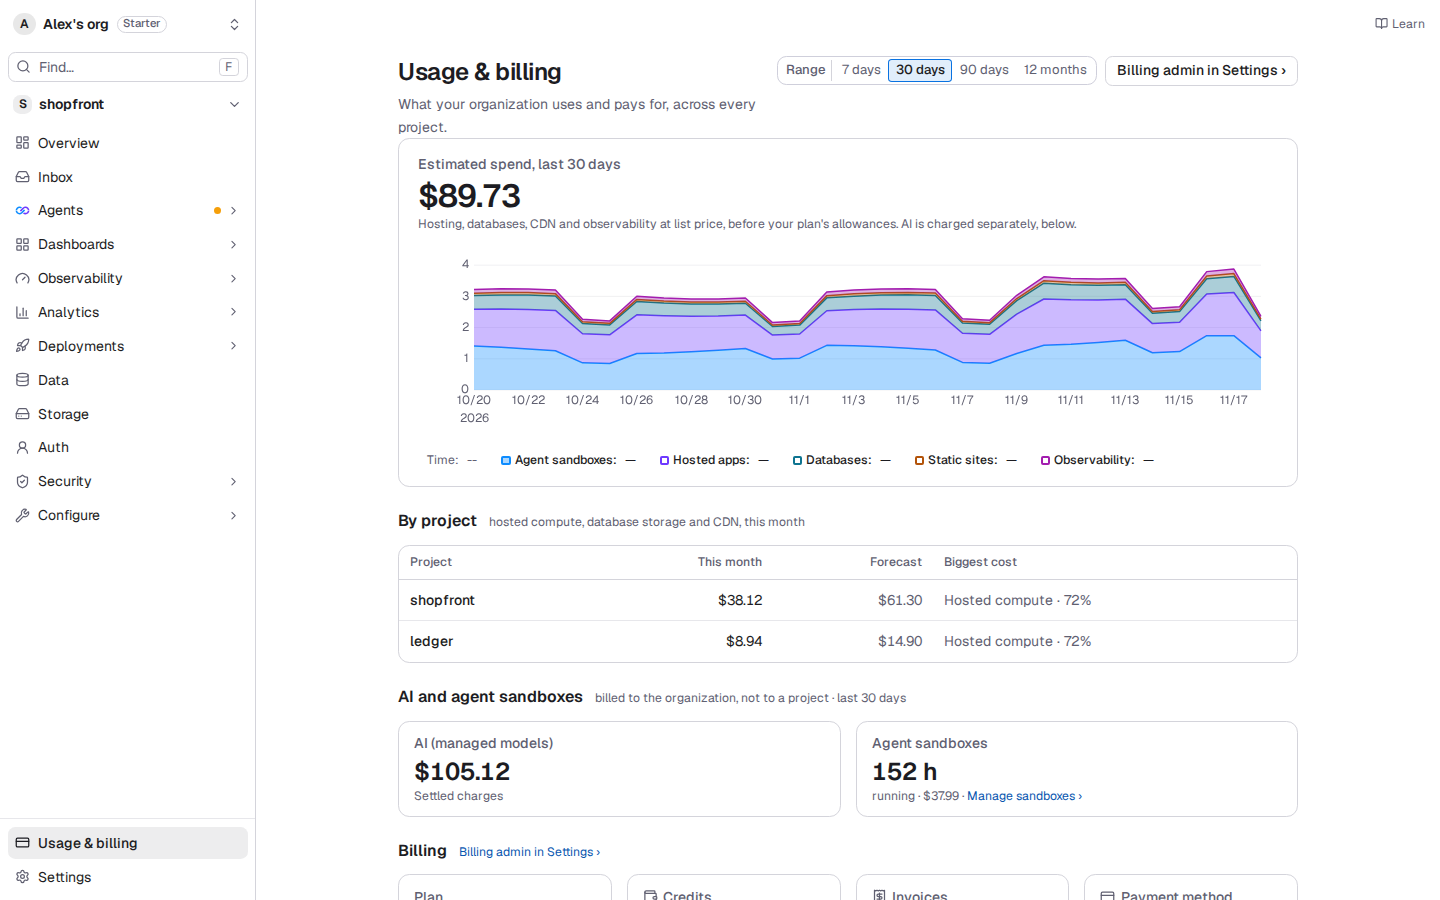 A Alex's org Starter
Learn
Find... F
S shopfront
Overview
Inbox
Agents
Dashboards
Observability
Analytics
Deployments
Data
Storage
Auth
Security
Configure
Usage & billing
Settings
Usage & billing
Range 7 days 30 days 90 days 12 months
Billing admin in Settings ›
What your organization uses and pays for, across every
project.
Estimated spend, last 30 days
$89.73
Hosting, databases, CDN and observability at list price, before your plan's allowances. AI is charged separately, below.
4
3
2
1
0
10/20 10/22 10/24 10/26 10/28 10/30 11/1 11/3 11/5 11/7 11/9 11/11 11/13 11/15 11/17
2026
Time: -- Agent sandboxes: — Hosted apps: — Databases: — Static sites: — Observability: —
By project hosted compute, database storage and CDN, this month
Project This month Forecast Biggest cost
shopfront $38.12 $61.30 Hosted compute · 72%
ledger $8.94 $14.90 Hosted compute · 72%
AI and agent sandboxes billed to the organization, not to a project · last 30 days
AI (managed models)
$105.12
Settled charges
Agent sandboxes
152 h
running · $37.99 · Manage sandboxes ›
Billing Billing admin in Settings ›
Plan Credits Invoices Payment method